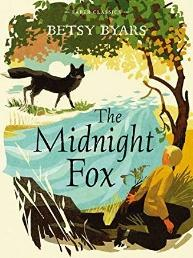 FABER CLASSICS
BETSY BYARS
The
Midnight
Fox